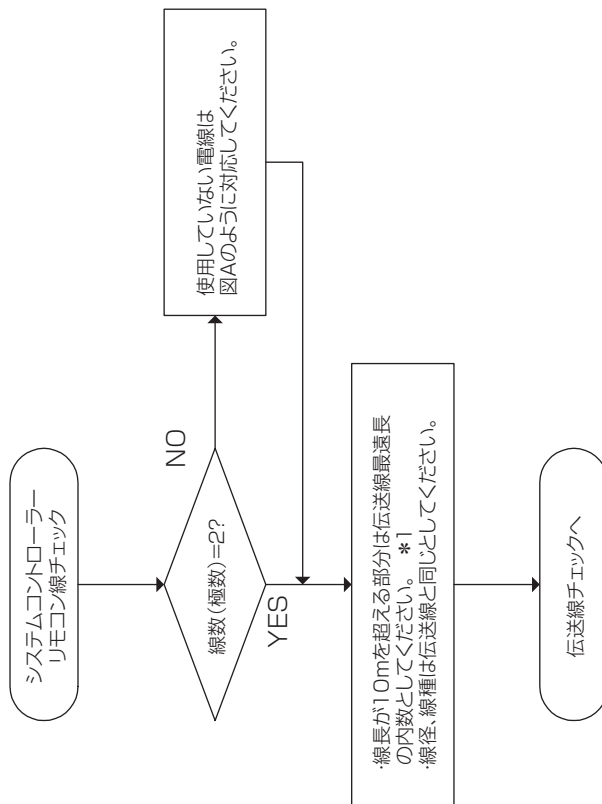 システムコントローラー
リモコン線チェック
線数(極数)=2?
NO
使用していない電線は
図Aのように対応してください。
YES
・線長が10mを超える部分は伝送線最遠長
の内数としてください。 *1
・線径、線種は伝送線と同じとしてください。
伝送線チェックへ